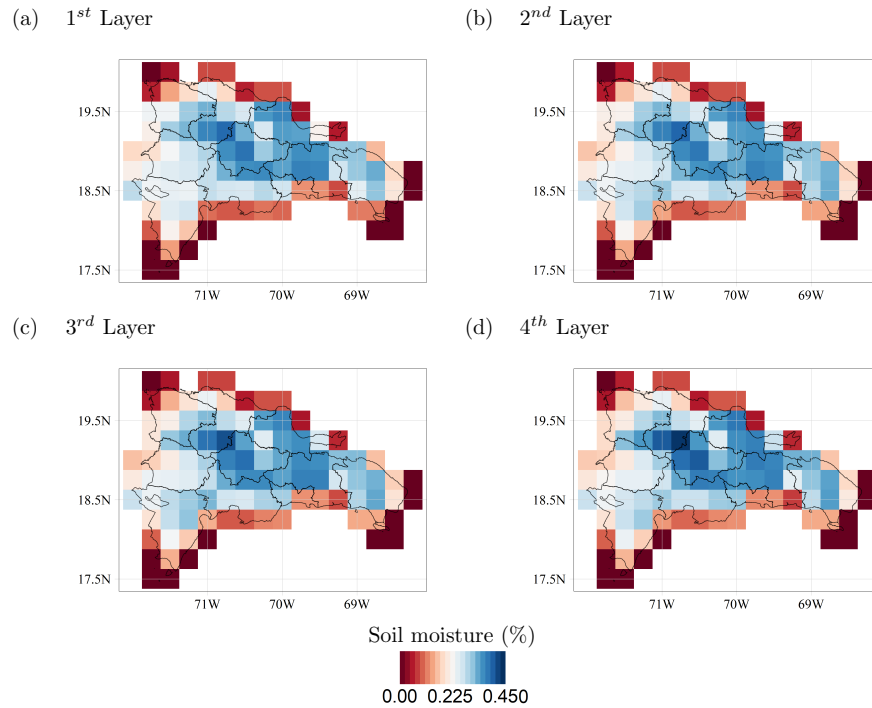 (a) 1st Layer
(b) 2nd Layer
19.5N
18.5N
17.5N
71W 70W 69W
19.5N
18.5N
17.5N
71W 70W 69W
(c) 3rd Layer
(d) 4th Layer
19.5N
18.5N
17.5N
71W 70W 69W
19.5N
18.5N
17.5N
71W 70W 69W
Soil moisture (%)
0.00 0.225 0.450